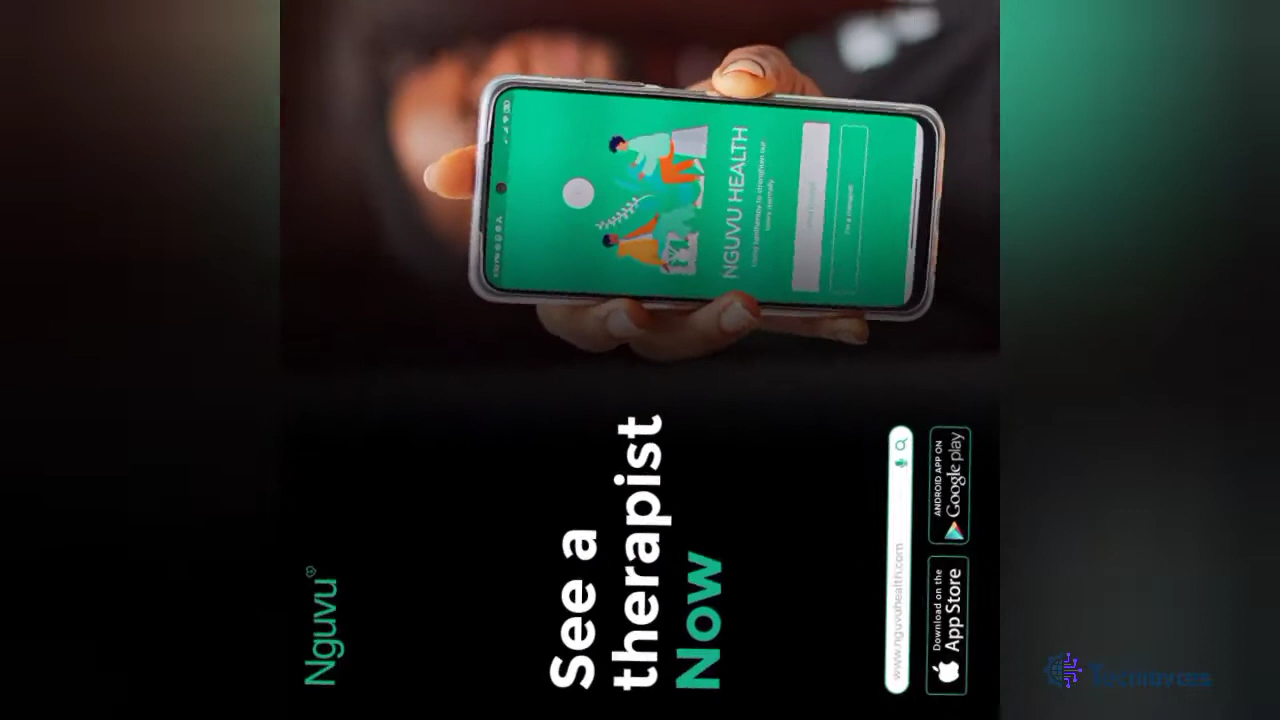 Nguvu
See a
therapist
Now
www.nguvuhealth.com
Download on the
App Store
ANDROID APP ON
Google play
NGUVU HEALTH
I'm a therapist